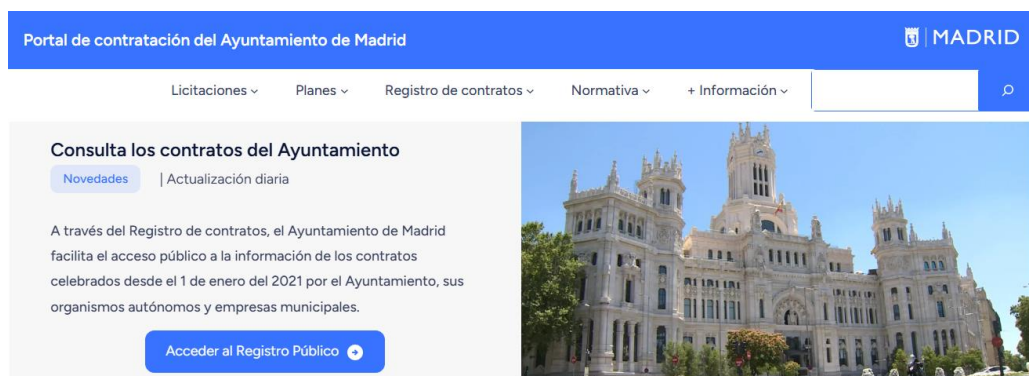 Portal de contratación del Ayuntamiento de Madrid
MADRID
Licitaciones
Planes
Registro de contratos
Normativa
+ Información
Consulta los contratos del Ayuntamiento
Novedades | Actualización diaria
A través del Registro de contratos, el Ayuntamiento de Madrid
facilita el acceso público a la información de los contratos
celebrados desde el 1 de enero del 2021 por el Ayuntamiento, sus
organismos autónomos y empresas municipales.
Acceder al Registro Público